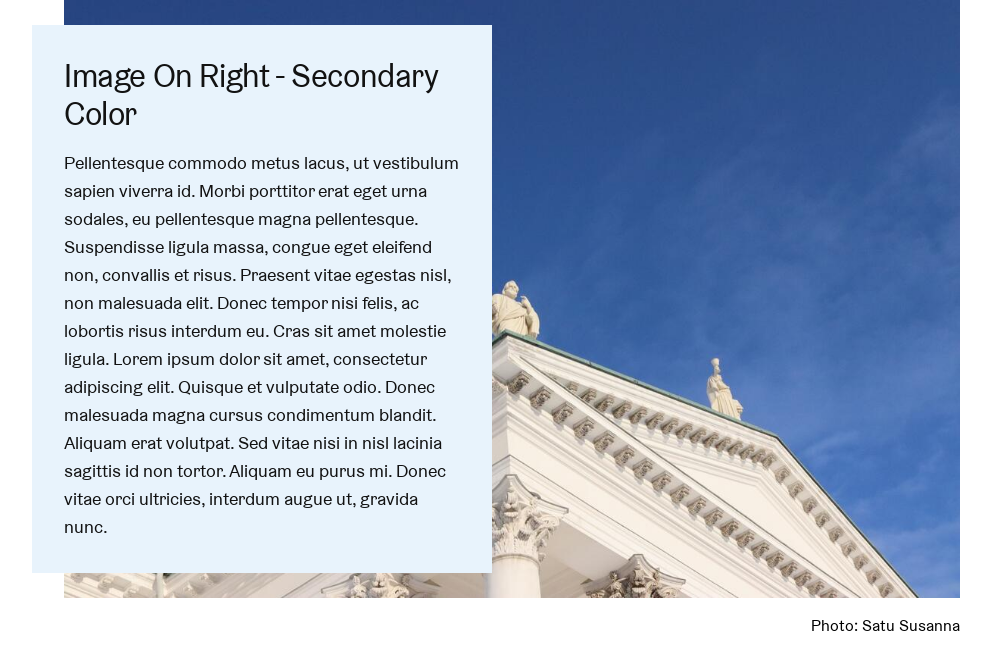 Image On Right - Secondary
Color
Pellentesque commodo metus lacus, ut vestibulum
sapien viverra id. Morbi porttitor erat eget urna
sodales, eu pellentesque magna pellentesque.
Suspendisse ligula massa, congue eget eleifend
non, convallis et risus. Praesent vitae egestas nisl,
non malesuada elit. Donec tempor nisi felis, ac
lobortis risus interdum eu. Cras sit amet molestie
ligula. Lorem ipsum dolor sit amet, consectetur
adipiscing elit. Quisque et vulputate odio. Donec
malesuada magna cursus condimentum blandit.
Aliquam erat volutpat. Sed vitae nisi in nisl lacinia
sagittis id non tortor. Aliquam eu purus mi. Donec
vitae orci ultricies, interdum augue ut, gravida
nunc.
Photo: Satu Susanna